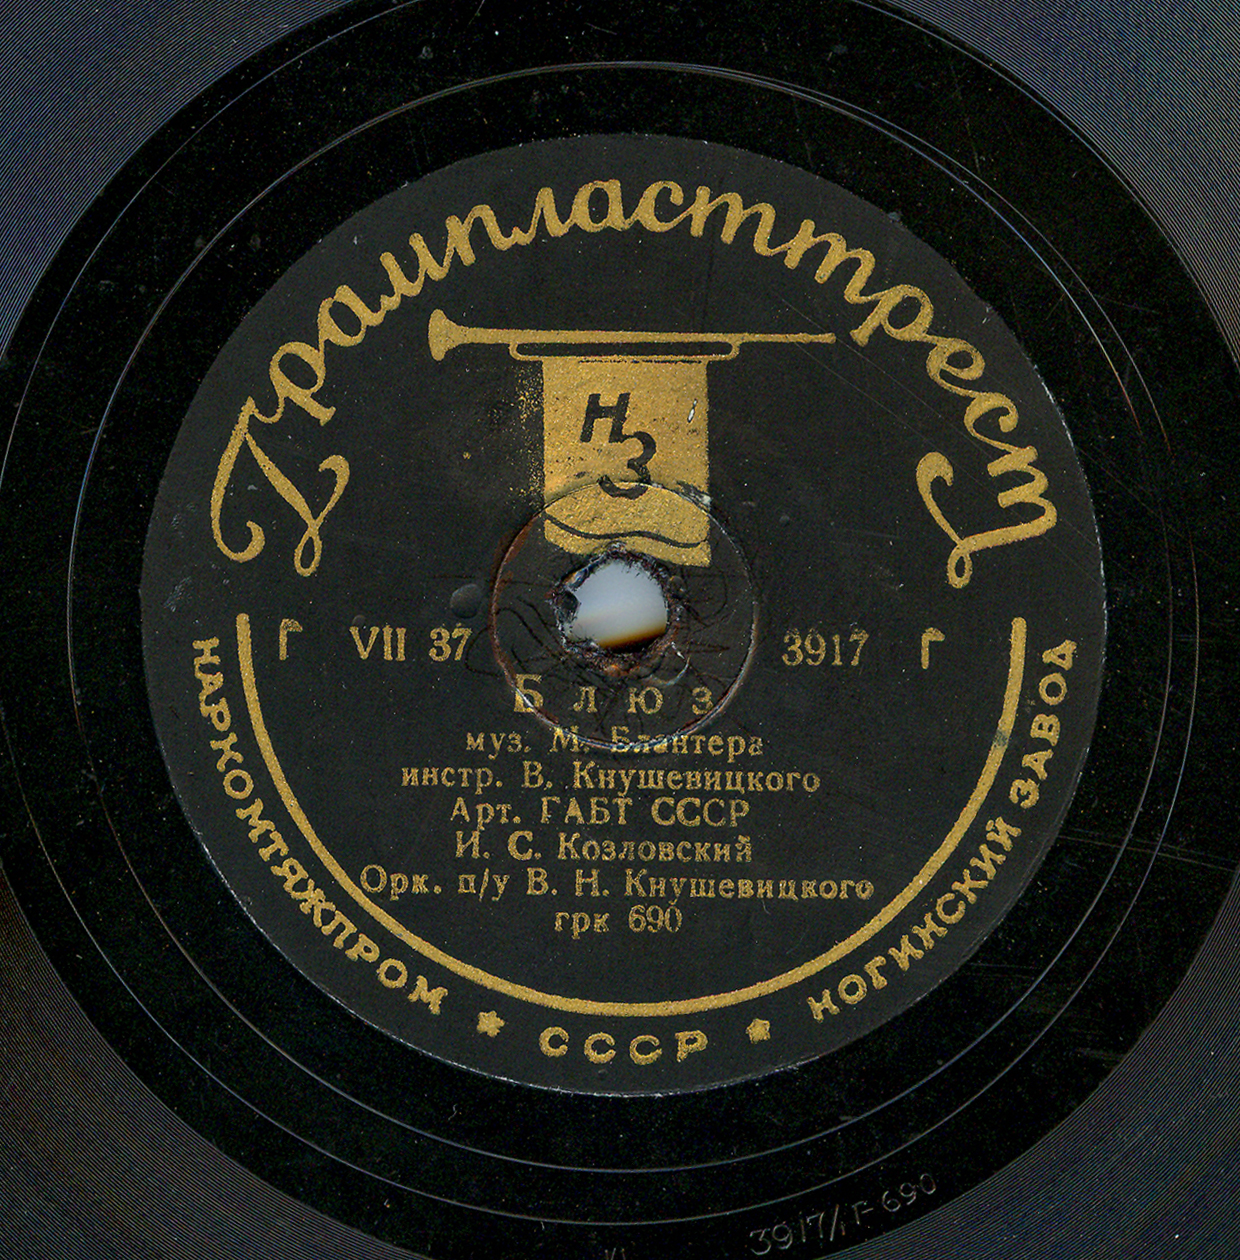 Грампласттрест
НЗ
Г VII 37 3917 Г
Блюз
муз. М. Блантера
инстр. В. Кнушевицкого
Арт. ГАБТ СССР
И. С. Козловский
Орк. п/у В. Н. Кнушевицкого
грк 690
НАРКОМТЯЖПРОМ ★ СССР ★ НОГИНСКИЙ ЗАВОД
3917/Г-690